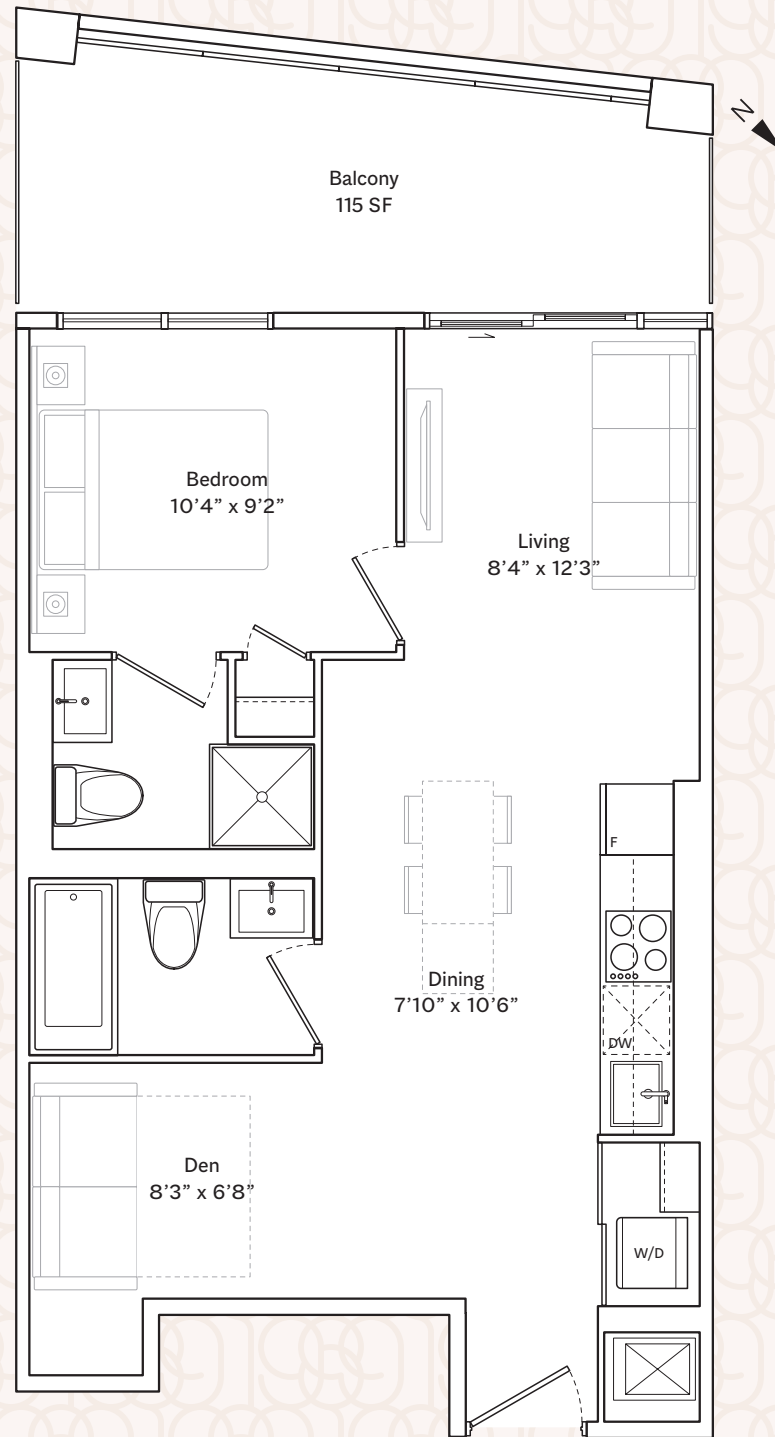 N
Balcony
115 SF
Bedroom
10’4” x 9’2”
Living
8’4” x 12’3”
F
Dining
7’10” x 10’6”
DW
Den
8’3” x 6’8”
W/D